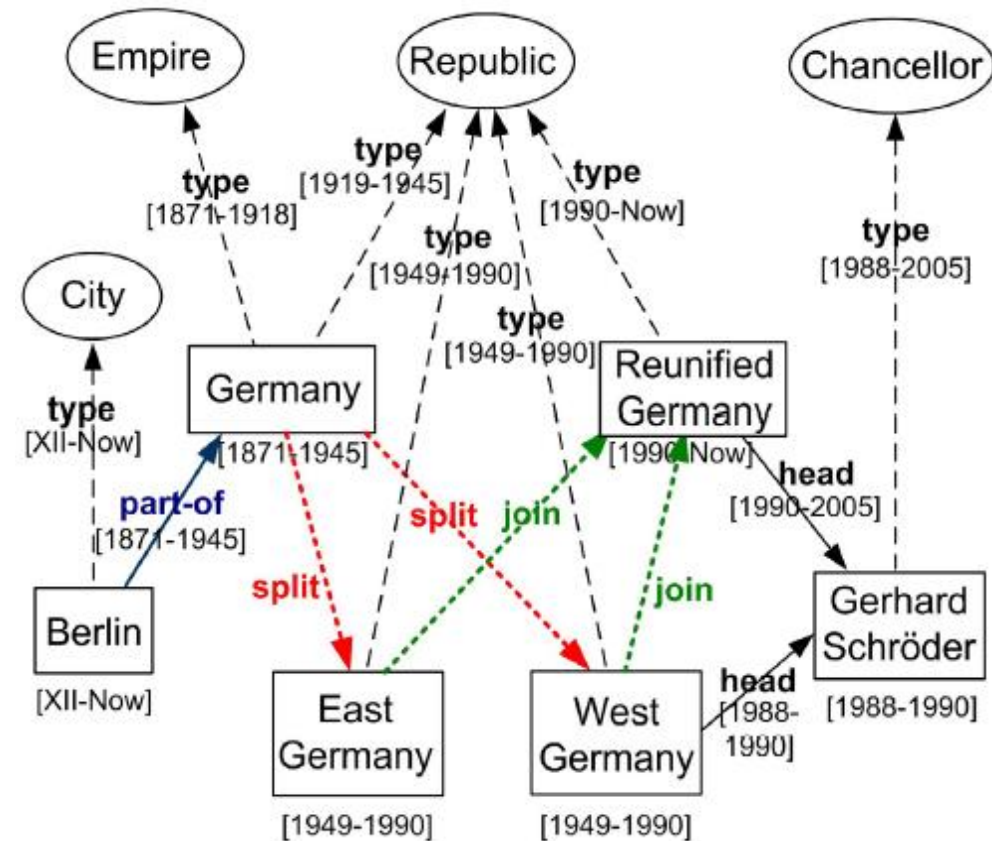 Empire
Republic
Chancellor
type
[1871-1918]
type
[1919-1945]
type
[1990-Now]
type
[1949-1990]
type
[1988-2005]
City
type
[1949-1990]
type
[XII-Now]
Germany
[1871-1945]
Reunified
Germany
[1990-Now]
part-of
[1871-1945]
split
join
head
[1990-2005]
split
join
Berlin
[XII-Now]
East
Germany
[1949-1990]
West
Germany
[1949-1990]
head
[1988-
1990]
Gerhard
Schröder
[1988-1990]